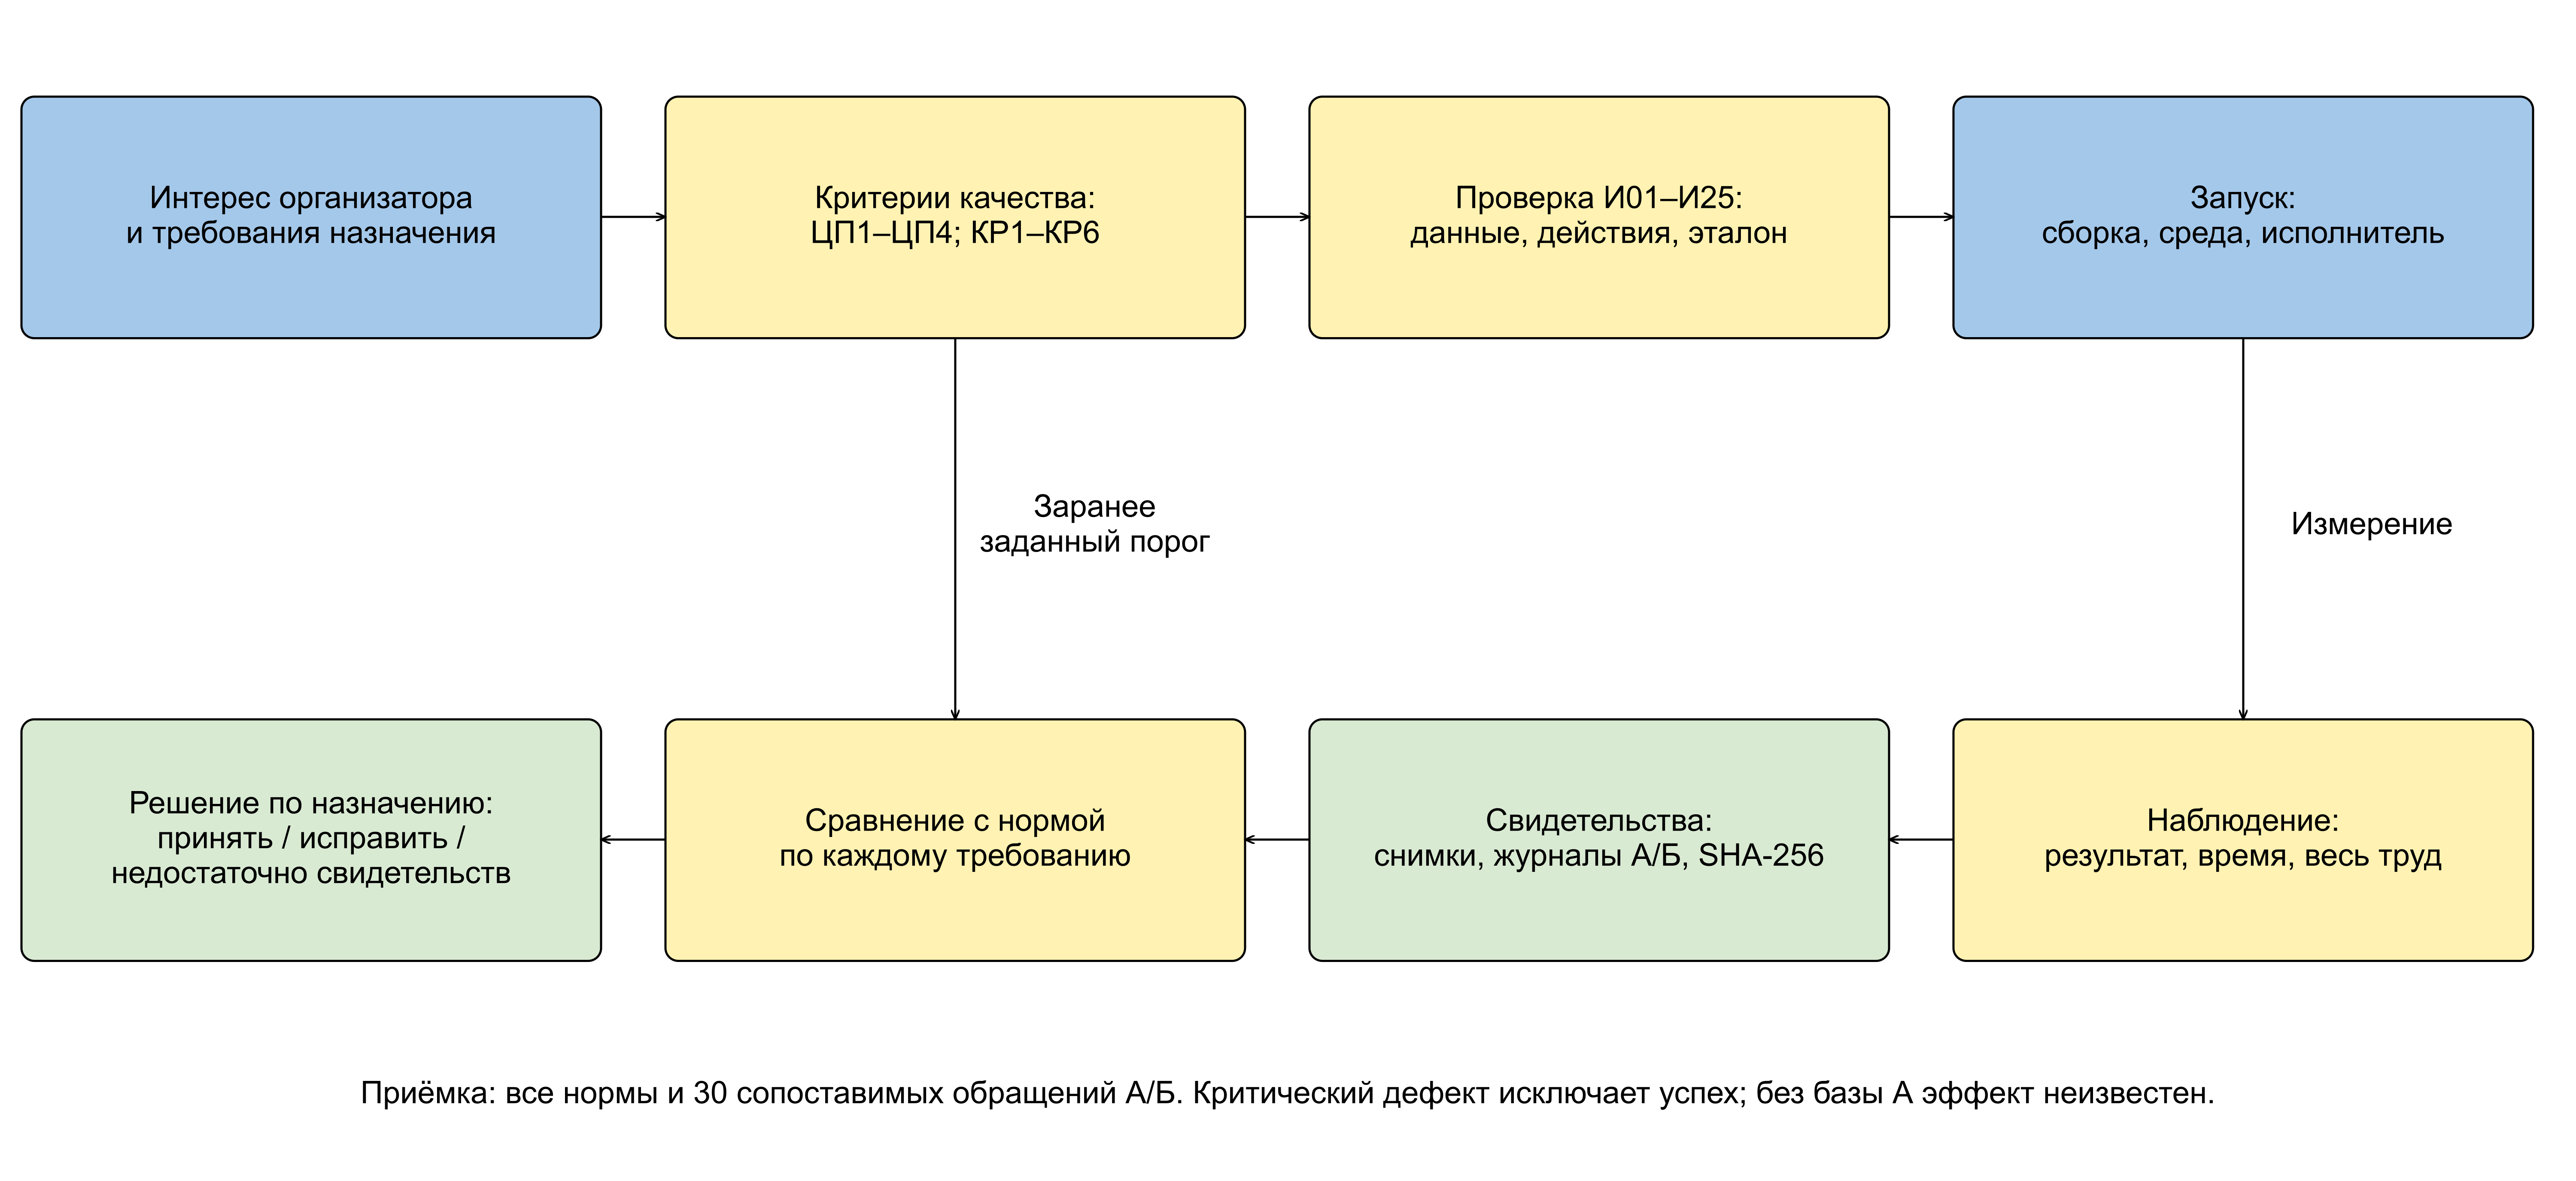 Интерес организатора
и требования назначения
Критерии качества:
ЦП1–ЦП4; КР1–КР6
Проверка И01–И25:
данные, действия, эталон
Запуск:
сборка, среда, исполнитель
Заранее
заданный порог
Измерение
Решение по назначению:
принять / исправить /
недостаточно свидетельств
Сравнение с нормой
по каждому требованию
Свидетельства:
снимки, журналы А/Б, SHA-256
Наблюдение:
результат, время, весь труд
Приёмка: все нормы и 30 сопоставимых обращений А/Б. Критический дефект исключает успех; без базы А эффект неизвестен.